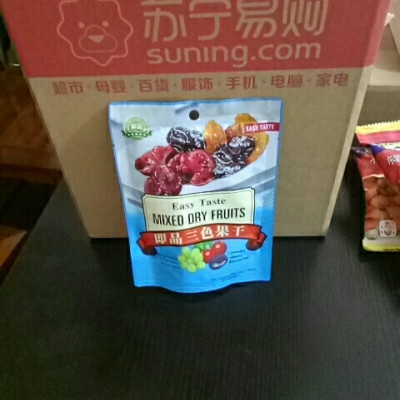 苏宁易购
suning.com
超市·母婴·百货·服饰·手机·电脑·家电
EASY TASTE
Easy Taste
MIXED DRY FRUITS
即品三色果干